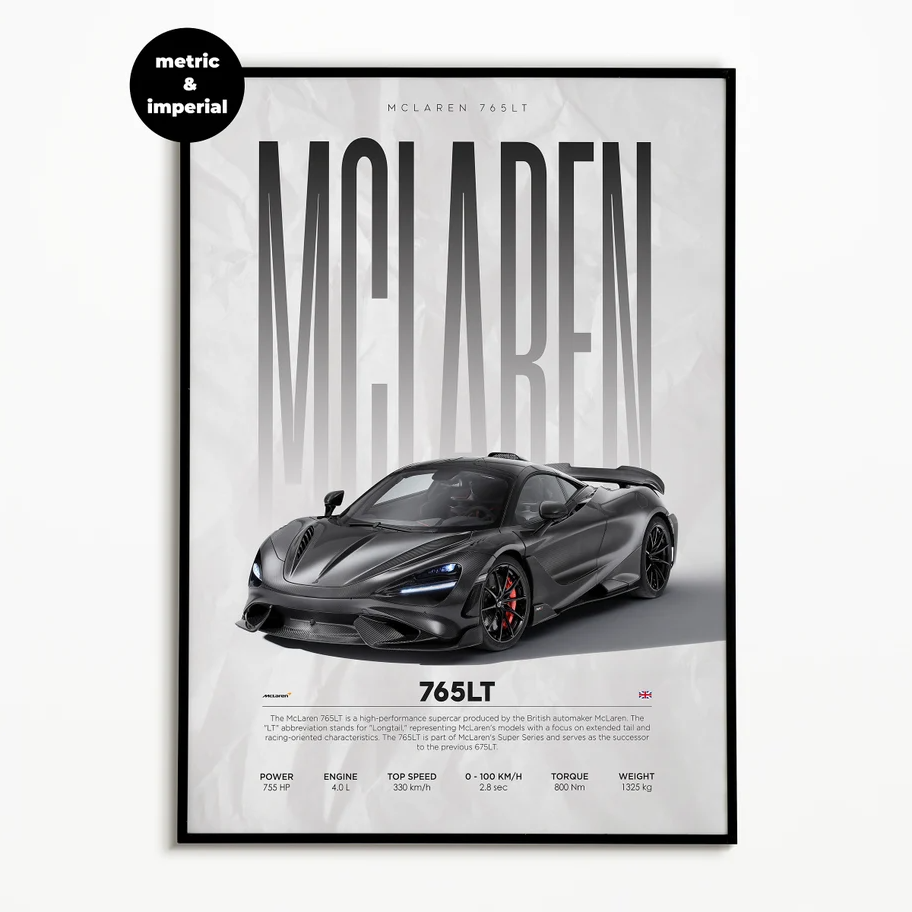 metric
&
imperial
MCLAREN 765LT
MCLAREN
McLaren
765LT
The McLaren 765LT is a high-performance supercar produced by the British automaker McLaren. The
"LT" abbreviation stands for "Longtail," representing McLaren's models with a focus on extended tail and
racing-oriented characteristics. The 765LT is part of McLaren's Super Series and serves as the successor
to the previous 675LT.
POWER ENGINE TOP SPEED 0 - 100 KM/H TORQUE WEIGHT
755 HP 4.0 L 330 km/h 2.8 sec 800 Nm 1325 kg